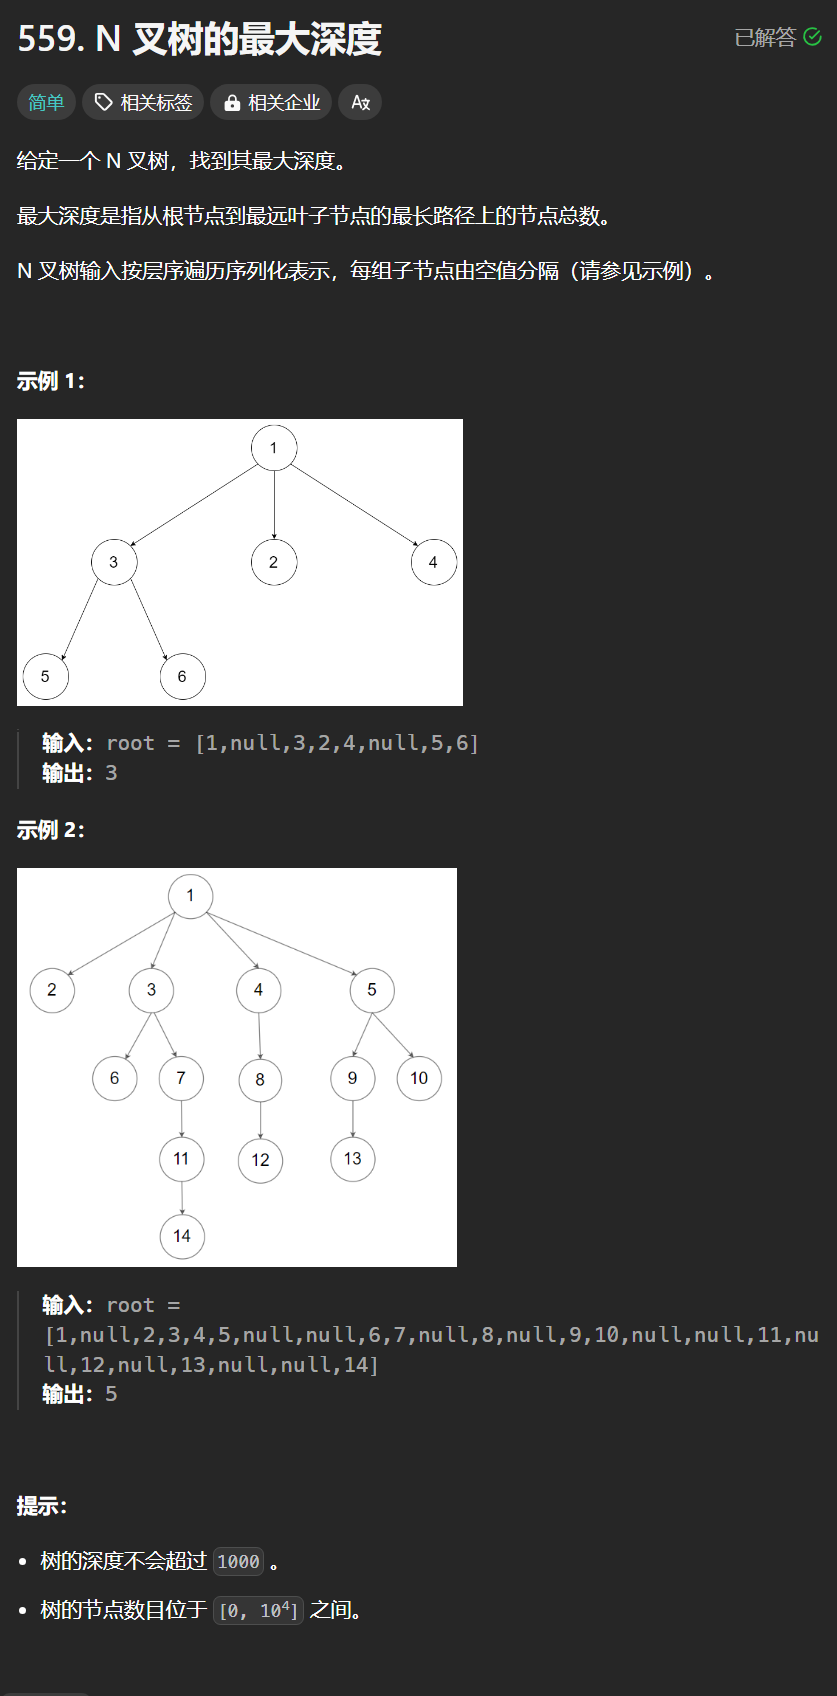 559. N 叉树的最大深度
已解答
简单
相关标签
相关企业
给定一个 N 叉树，找到其最大深度。
最大深度是指从根节点到最远叶子节点的最长路径上的节点总数。
N 叉树输入按层序遍历序列化表示，每组子节点由空值分隔（请参见示例）。
示例 1：
1
3
2
4
5
6
输入：root = [1,null,3,2,4,null,5,6]
输出：3
示例 2：
1
2
3
4
5
6
7
8
9
10
11
12
13
14
输入：root =
[1,null,2,3,4,5,null,null,6,7,null,8,null,9,10,null,null,11,nu
ll,12,null,13,null,null,14]
输出：5
提示：
• 树的深度不会超过 1000 。
• 树的节点数目位于 [0, 10⁴] 之间。